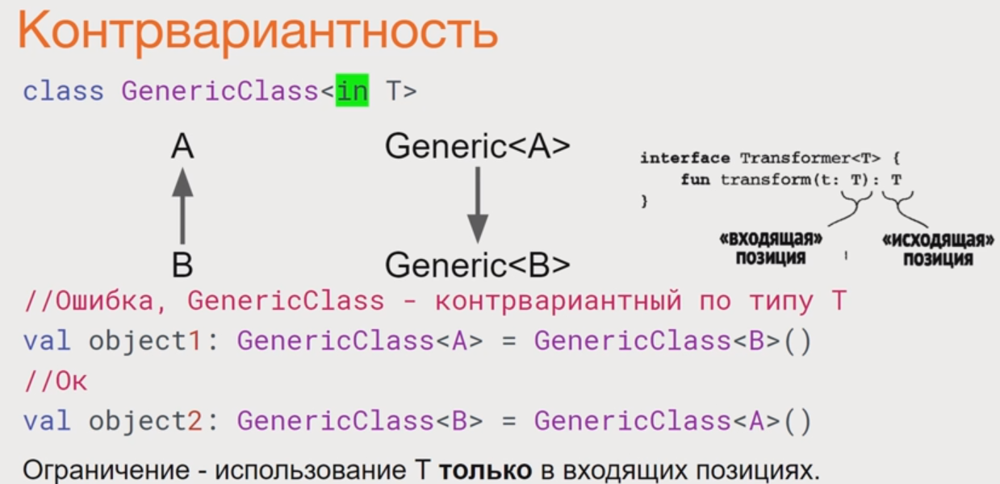 Контрвариантность
class GenericClass<in T>
A
Generic<A>
B
Generic<B>
interface Transformer<T> {
fun transform(t: T): T
}
«входящая» позиция
«исходящая» позиция
//Ошибка, GenericClass - контрвариантный по типу T
val object1: GenericClass<A> = GenericClass<B>()
//Ок
val object2: GenericClass<B> = GenericClass<A>()
Ограничение - использование T только в входящих позициях.